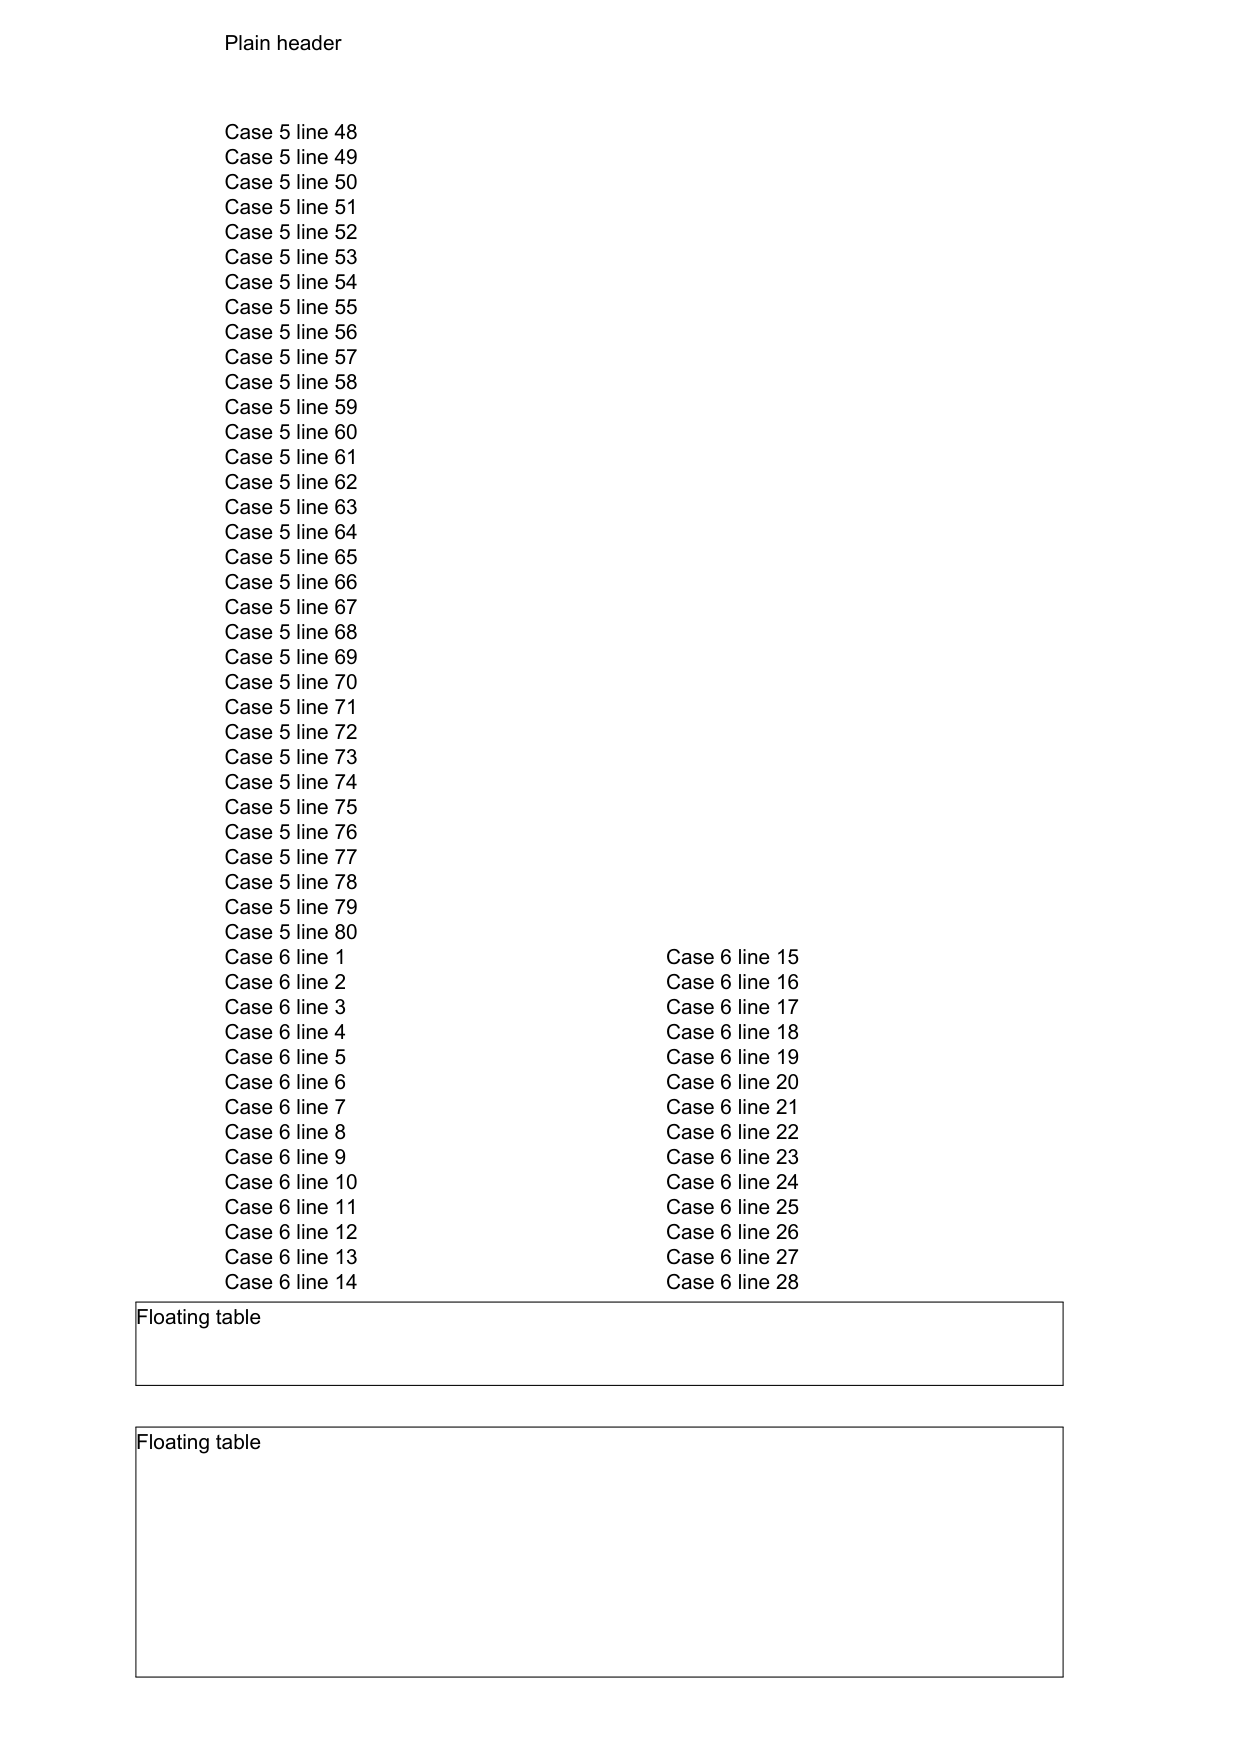 Plain header
Case 5 line 48
Case 5 line 49
Case 5 line 50
Case 5 line 51
Case 5 line 52
Case 5 line 53
Case 5 line 54
Case 5 line 55
Case 5 line 56
Case 5 line 57
Case 5 line 58
Case 5 line 59
Case 5 line 60
Case 5 line 61
Case 5 line 62
Case 5 line 63
Case 5 line 64
Case 5 line 65
Case 5 line 66
Case 5 line 67
Case 5 line 68
Case 5 line 69
Case 5 line 70
Case 5 line 71
Case 5 line 72
Case 5 line 73
Case 5 line 74
Case 5 line 75
Case 5 line 76
Case 5 line 77
Case 5 line 78
Case 5 line 79
Case 5 line 80
Case 6 line 1
Case 6 line 2
Case 6 line 3
Case 6 line 4
Case 6 line 5
Case 6 line 6
Case 6 line 7
Case 6 line 8
Case 6 line 9
Case 6 line 10
Case 6 line 11
Case 6 line 12
Case 6 line 13
Case 6 line 14
Case 6 line 15
Case 6 line 16
Case 6 line 17
Case 6 line 18
Case 6 line 19
Case 6 line 20
Case 6 line 21
Case 6 line 22
Case 6 line 23
Case 6 line 24
Case 6 line 25
Case 6 line 26
Case 6 line 27
Case 6 line 28
Floating table
Floating table